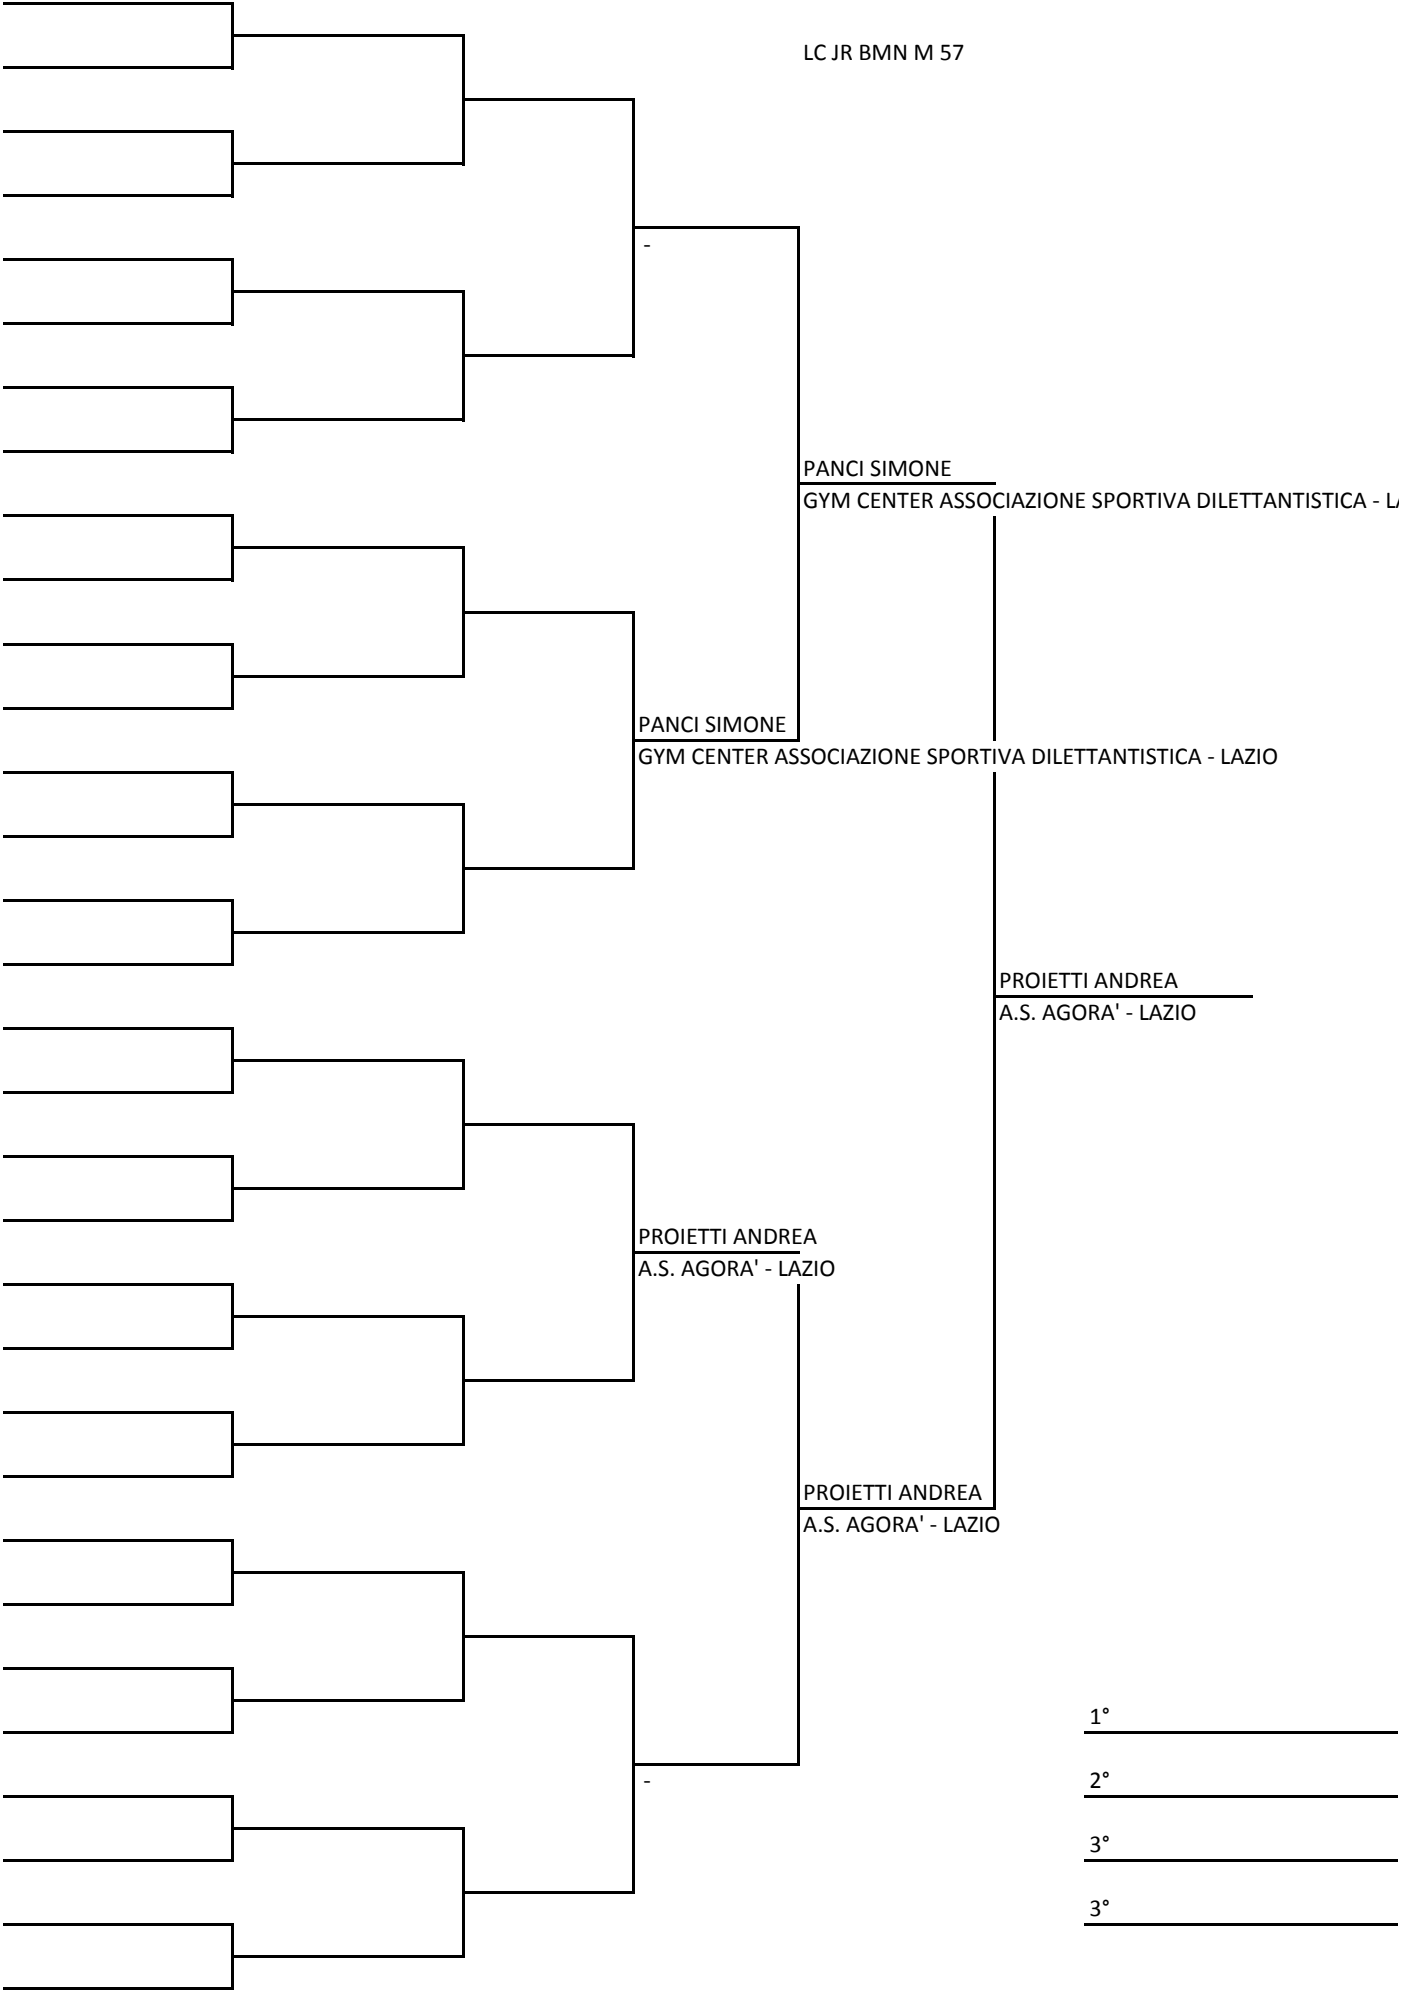 LC JR BMN M 57
-
PANCI SIMONE
GYM CENTER ASSOCIAZIONE SPORTIVA DILETTANTISTICA - LA
PANCI SIMONE
GYM CENTER ASSOCIAZIONE SPORTIVA DILETTANTISTICA - LAZIO
PROIETTI ANDREA
A.S. AGORA' - LAZIO
PROIETTI ANDREA
A.S. AGORA' - LAZIO
PROIETTI ANDREA
A.S. AGORA' - LAZIO
1°
-
2°
3°
3°